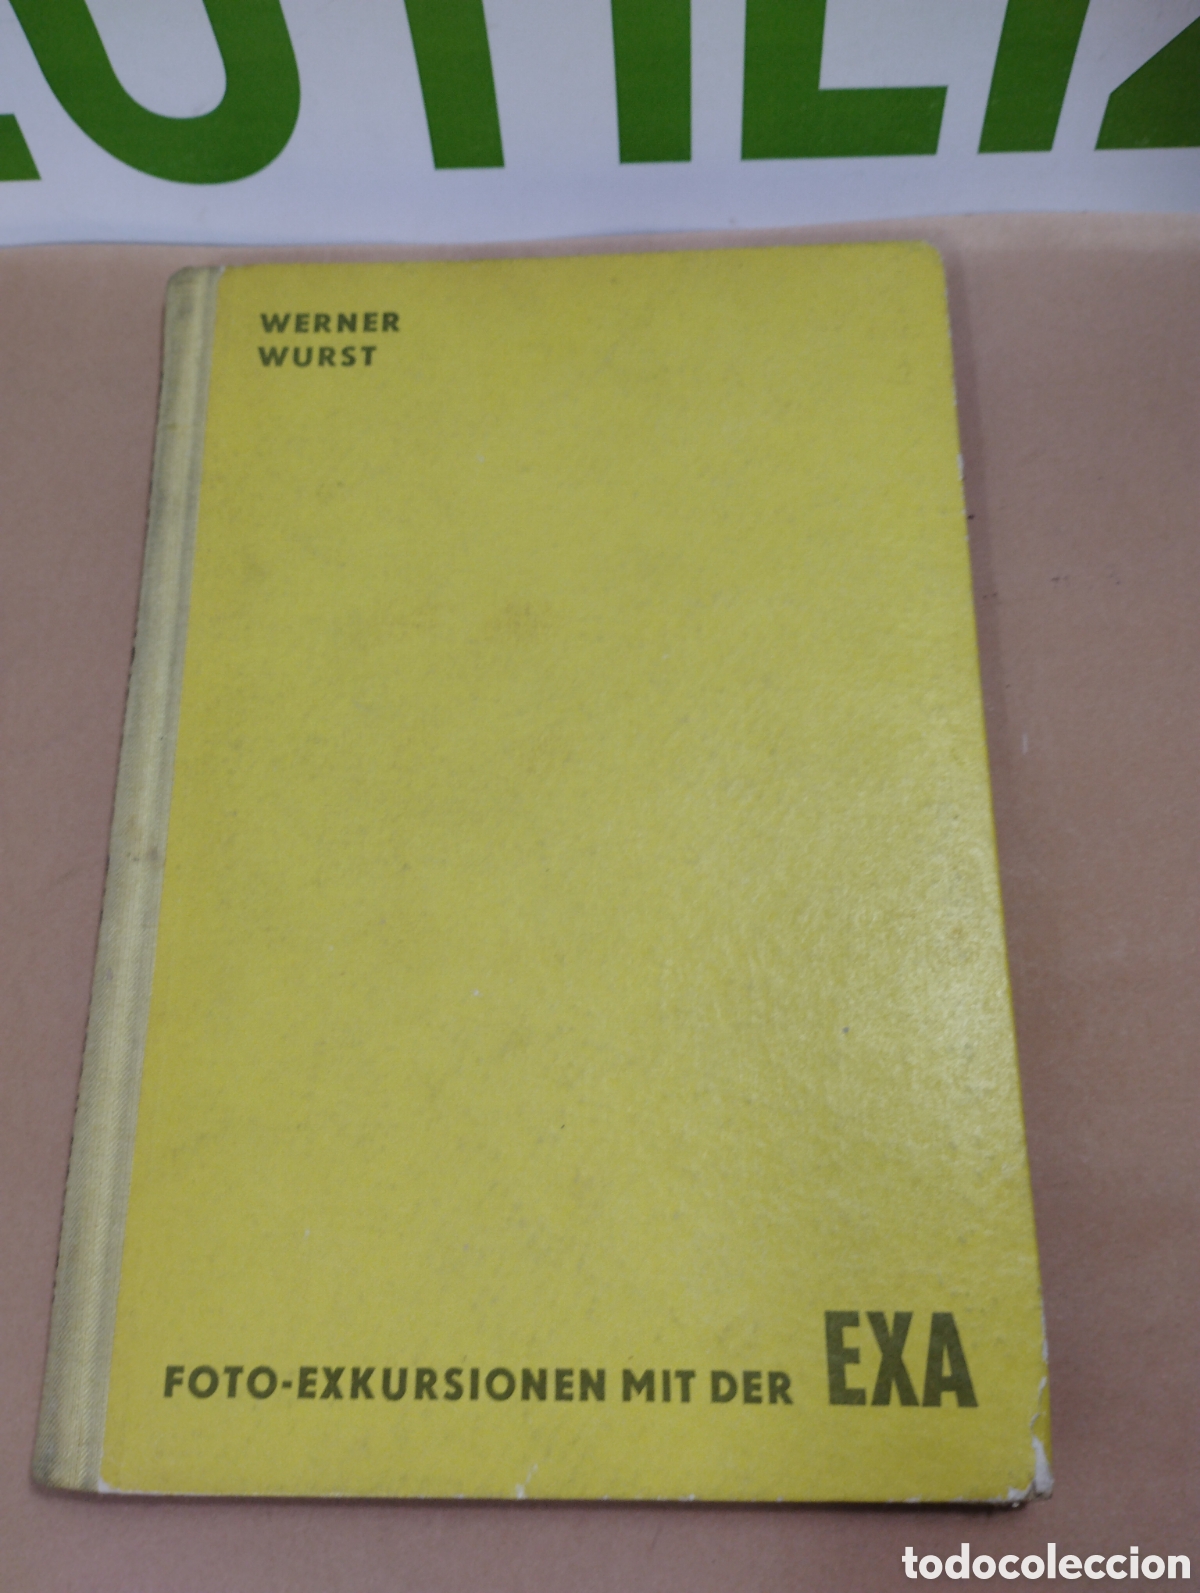 WERNER
WURST
FOTO-EXKURSIONEN MIT DER EXA
todocoleccion